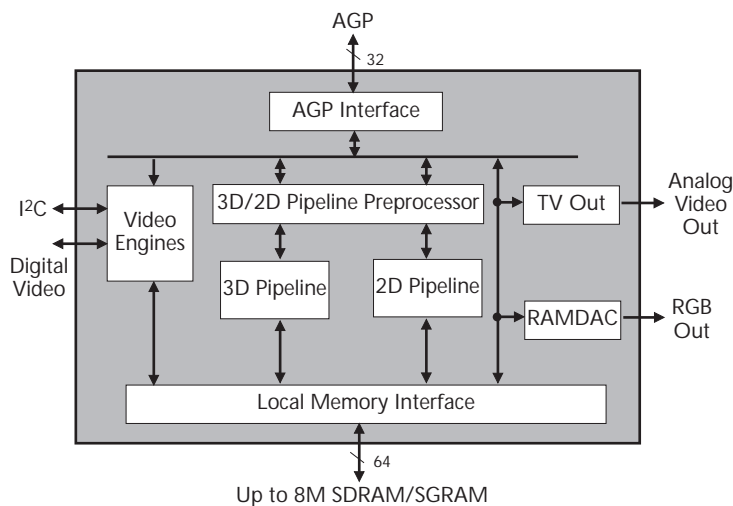 AGP
32
AGP Interface
I²C
Digital
Video
Video
Engines
3D/2D Pipeline Preprocessor
3D Pipeline
2D Pipeline
TV Out
Analog
Video
Out
RAMDAC
RGB
Out
Local Memory Interface
64
Up to 8M SDRAM/SGRAM